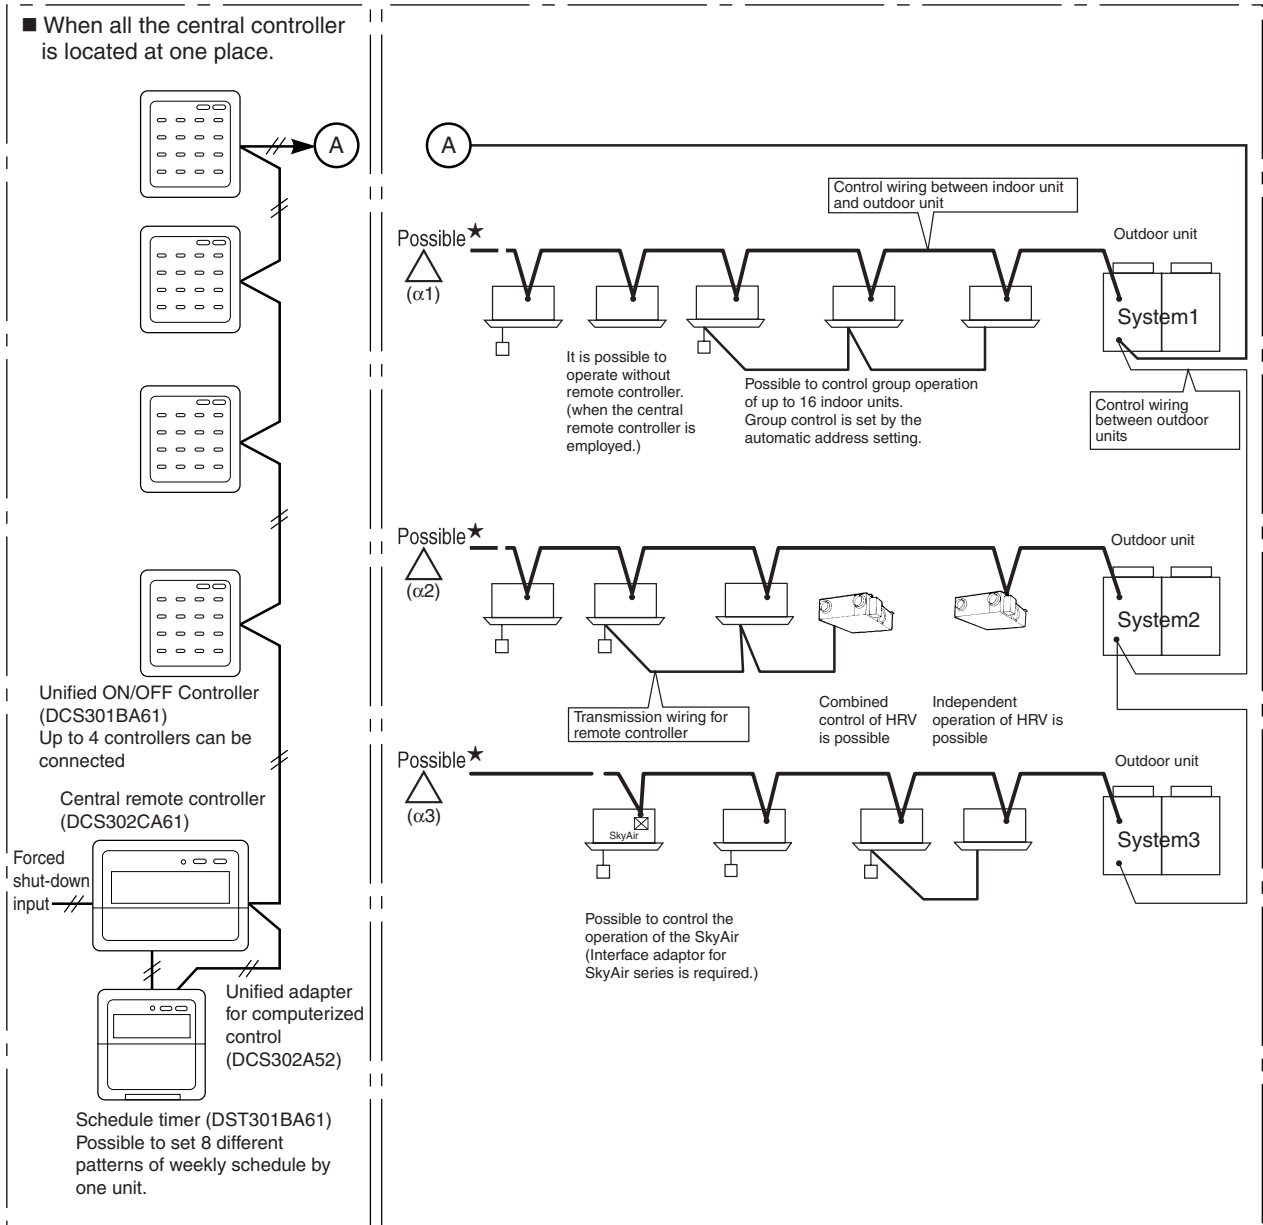 ■ When all the central controller
is located at one place.
A
Unified ON/OFF Controller
(DCS301BA61)
Up to 4 controllers can be
connected
Central remote controller
(DCS302CA61)
Forced
shut-down
input
Unified adapter
for computerized
control
(DCS302A52)
Schedule timer (DST301BA61)
Possible to set 8 different
patterns of weekly schedule by
one unit.
A
Control wiring between indoor unit
and outdoor unit
Possible★
(α1)
Outdoor unit
System1
It is possible to
operate without
remote controller.
(when the central
remote controller is
employed.)
Possible to control group operation
of up to 16 indoor units.
Group control is set by the
automatic address setting.
Control wiring
between outdoor
units
Possible★
(α2)
Outdoor unit
System2
Transmission wiring for
remote controller
Combined
control of HRV
is possible
Independent
operation of HRV is
possible
Possible★
(α3)
Outdoor unit
SkyAir
System3
Possible to control the
operation of the SkyAir
(Interface adaptor for
SkyAir series is required.)